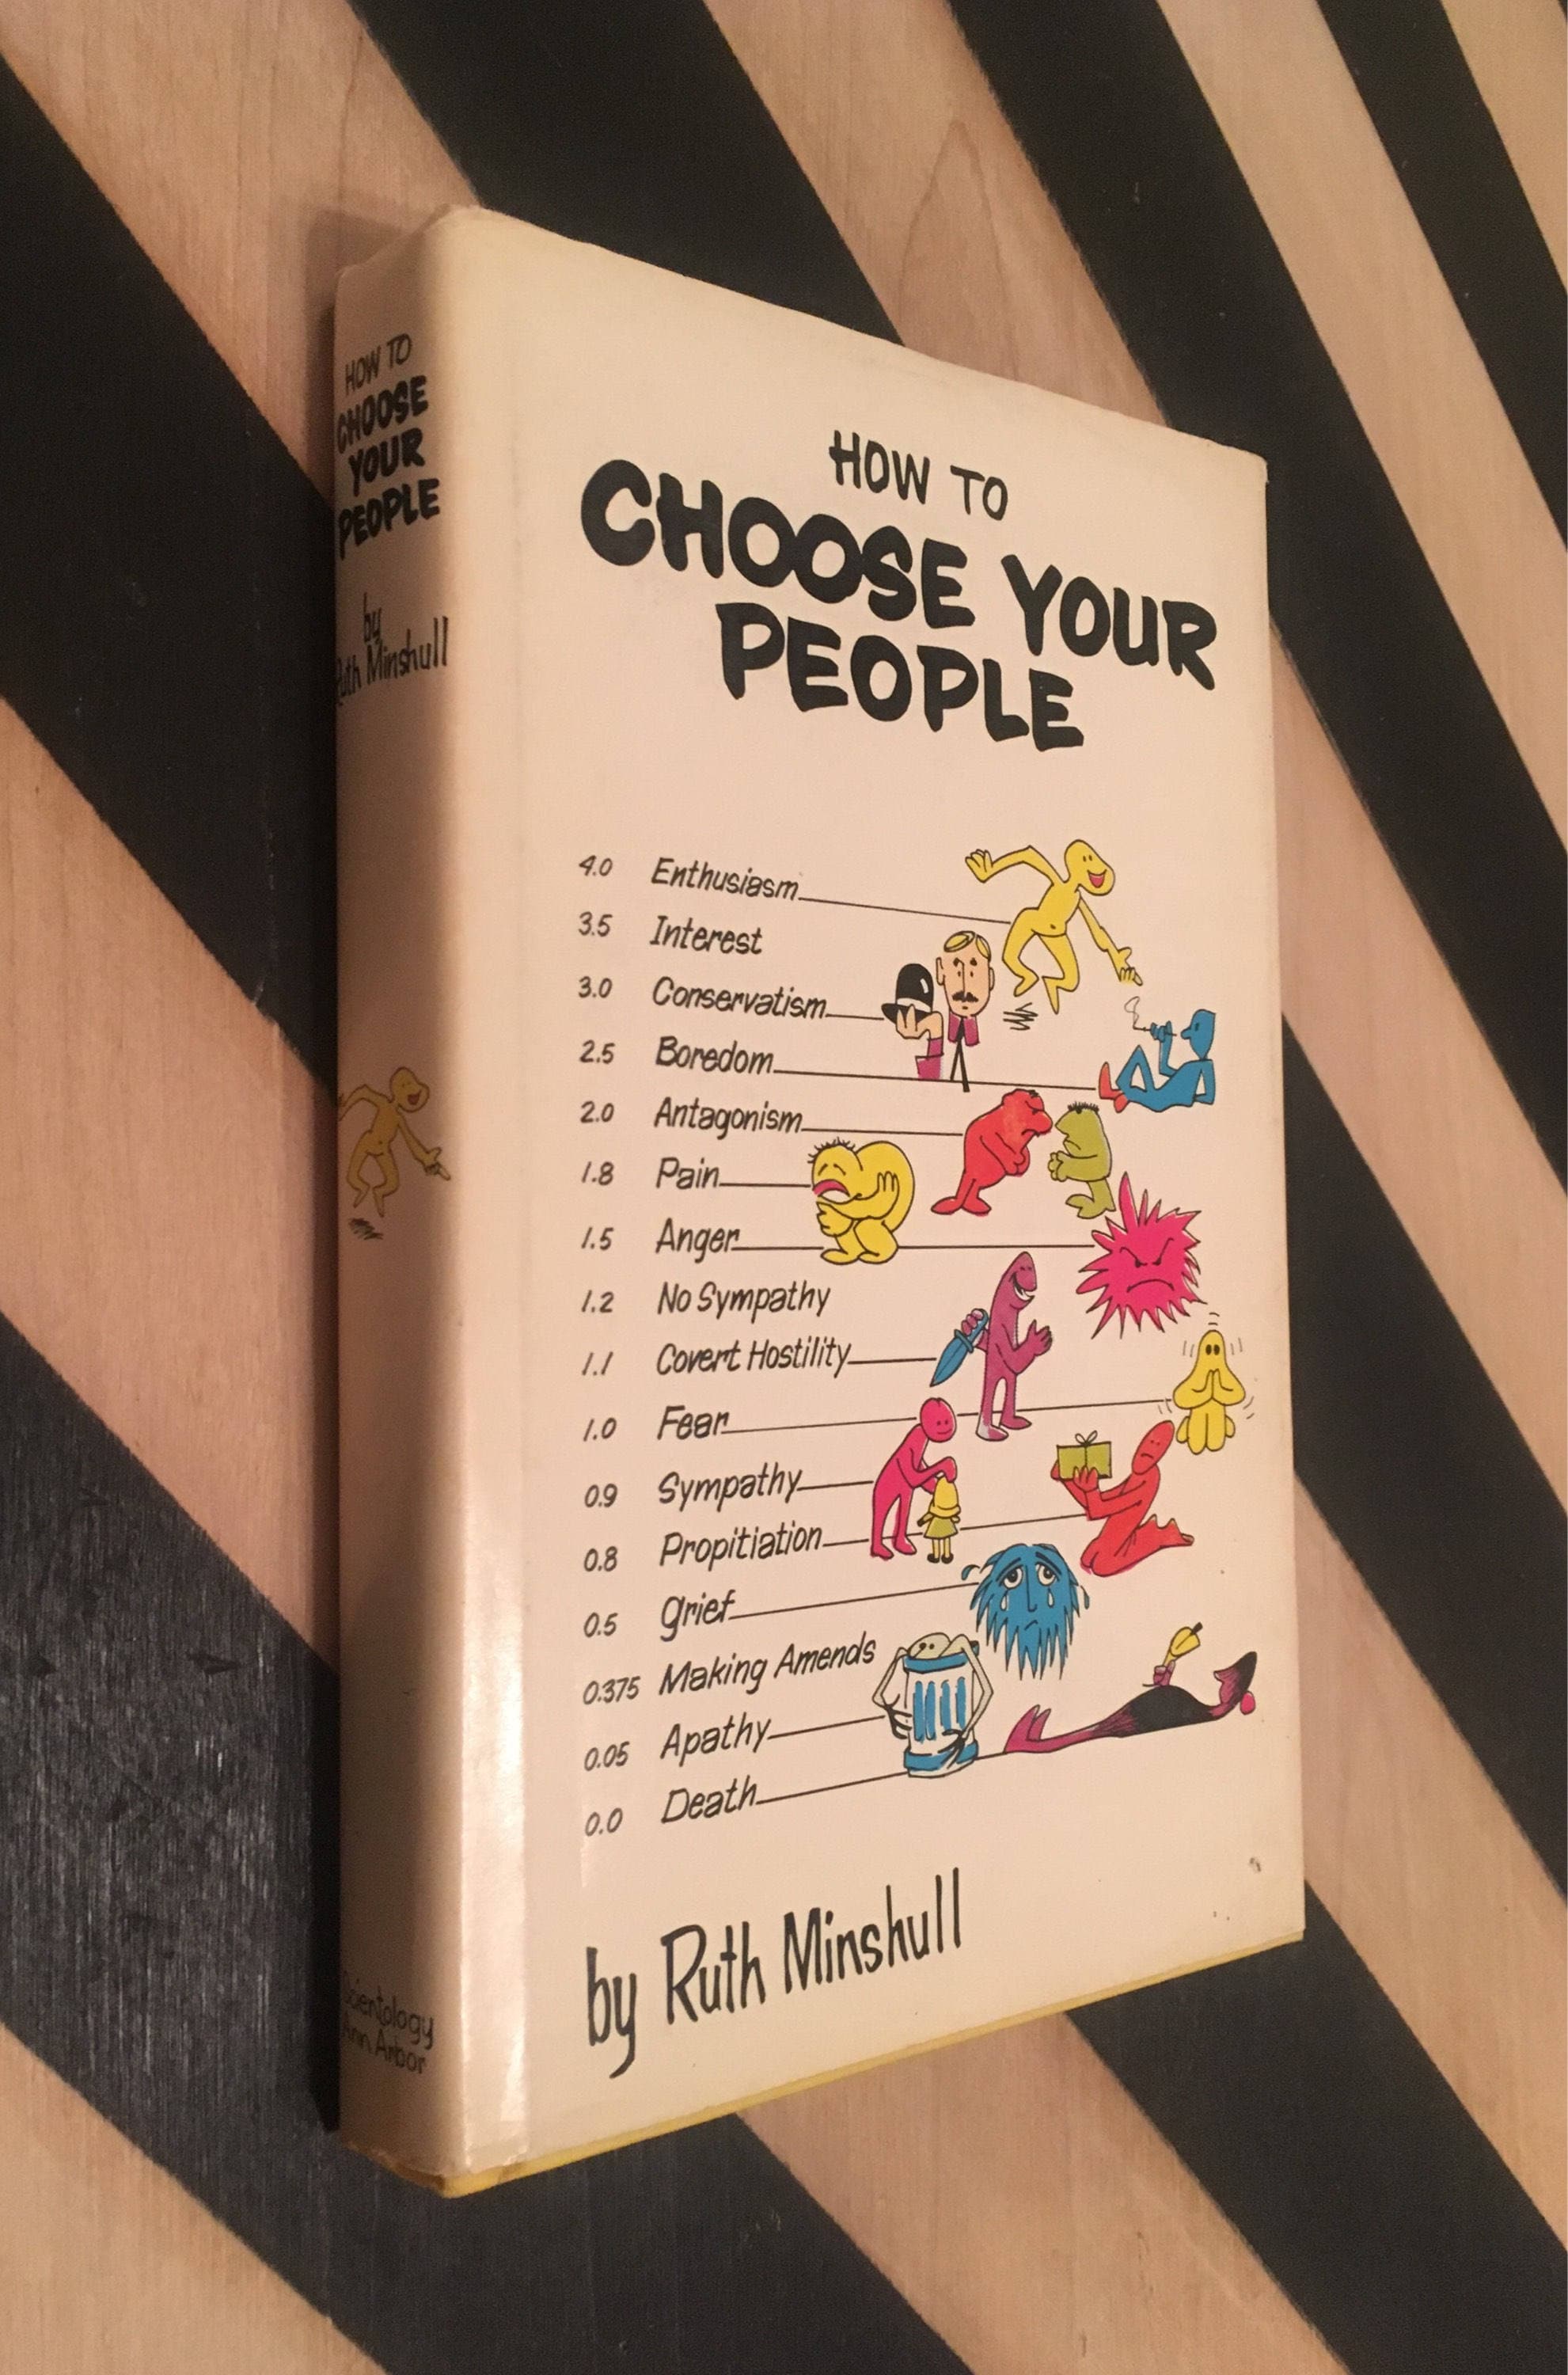 HOW TO
CHOOSE
YOUR
PEOPLE
by
Ruth Minshull
Scientology
Ann Arbor
HOW TO
CHOOSE YOUR
PEOPLE
4.0 Enthusiasm
3.5 Interest
3.0 Conservatism
2.5 Boredom
2.0 Antagonism
1.8 Pain
1.5 Anger
1.2 No Sympathy
1.1 Covert Hostility
1.0 Fear
0.9 Sympathy
0.8 Propitiation
0.5 Grief
0.375 Making Amends
0.05 Apathy
0.0 Death
by Ruth Minshull